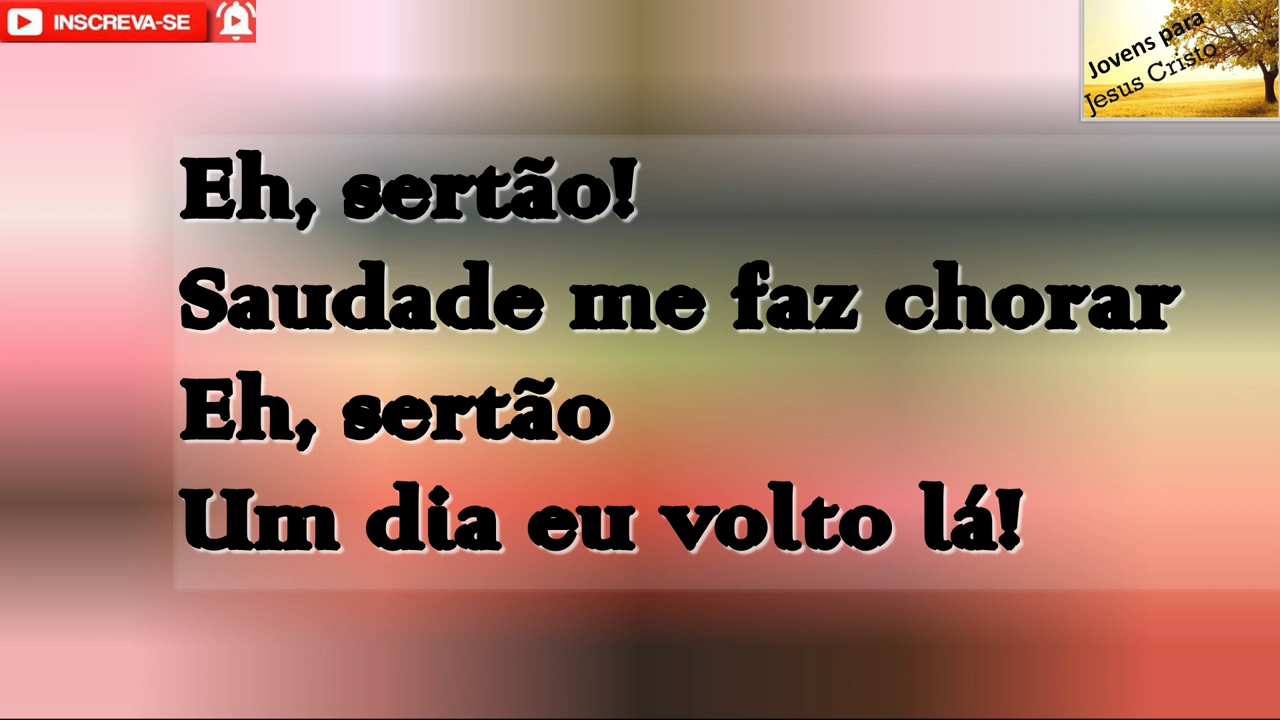 INSCREVA-SE
Jovens para
Jesus Cristo
Eh, sertão!
Saudade me faz chorar
Eh, sertão
Um dia eu volto lá!